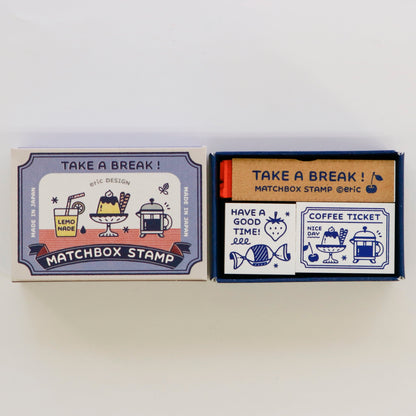 TAKE A BREAK!
eric DESIGN
MADE IN JAPAN
LEMO
NADE
MADE IN JAPAN
MATCHBOX STAMP
TAKE A BREAK!
MATCHBOX STAMP ©eric
HAVE A
GOOD
TIME!
COFFEE TICKET
NICE
DAY